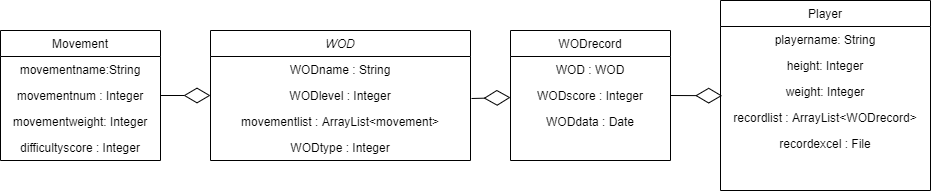 Movement
movementname:String
movementnum : Integer
movementweight: Integer
difficultyscore : Integer
WOD
WODname : String
WODlevel : Integer
movementlist : ArrayList<movement>
WODtype : Integer
WODrecord
WOD : WOD
WODscore : Integer
WODdata : Date
Player
playername: String
height: Integer
weight: Integer
recordlist : ArrayList<WODrecord>
recordexcel : File